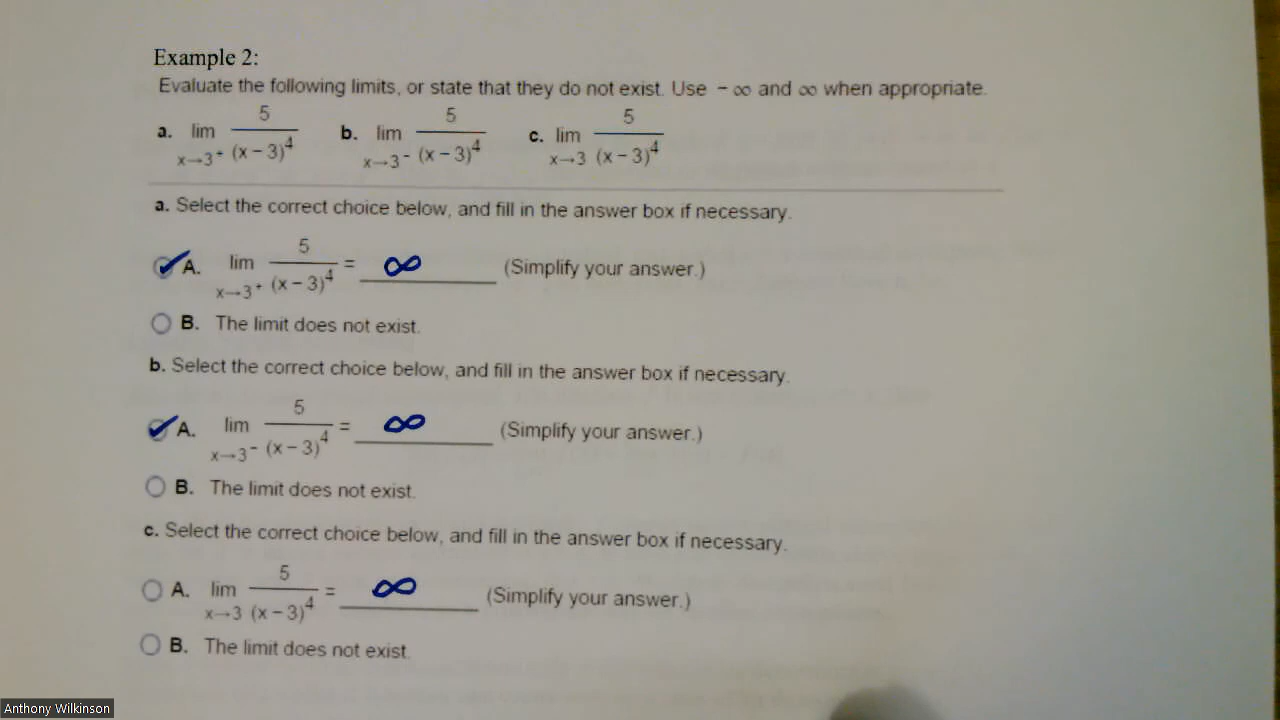 Example 2:
Evaluate the following limits, or state that they do not exist. Use - ∞ and ∞ when appropriate.
a. lim x→3⁺ 5/(x-3)⁴ b. lim x→3⁻ 5/(x-3)⁴ c. lim x→3 5/(x-3)⁴
a. Select the correct choice below, and fill in the answer box if necessary.
✓A. lim x→3⁺ 5/(x-3)⁴ = ∞ (Simplify your answer.)
B. The limit does not exist.
b. Select the correct choice below, and fill in the answer box if necessary.
✓A. lim x→3⁻ 5/(x-3)⁴ = ∞ (Simplify your answer.)
B. The limit does not exist.
c. Select the correct choice below, and fill in the answer box if necessary.
A. lim x→3 5/(x-3)⁴ = ∞ (Simplify your answer.)
B. The limit does not exist.
Anthony Wilkinson